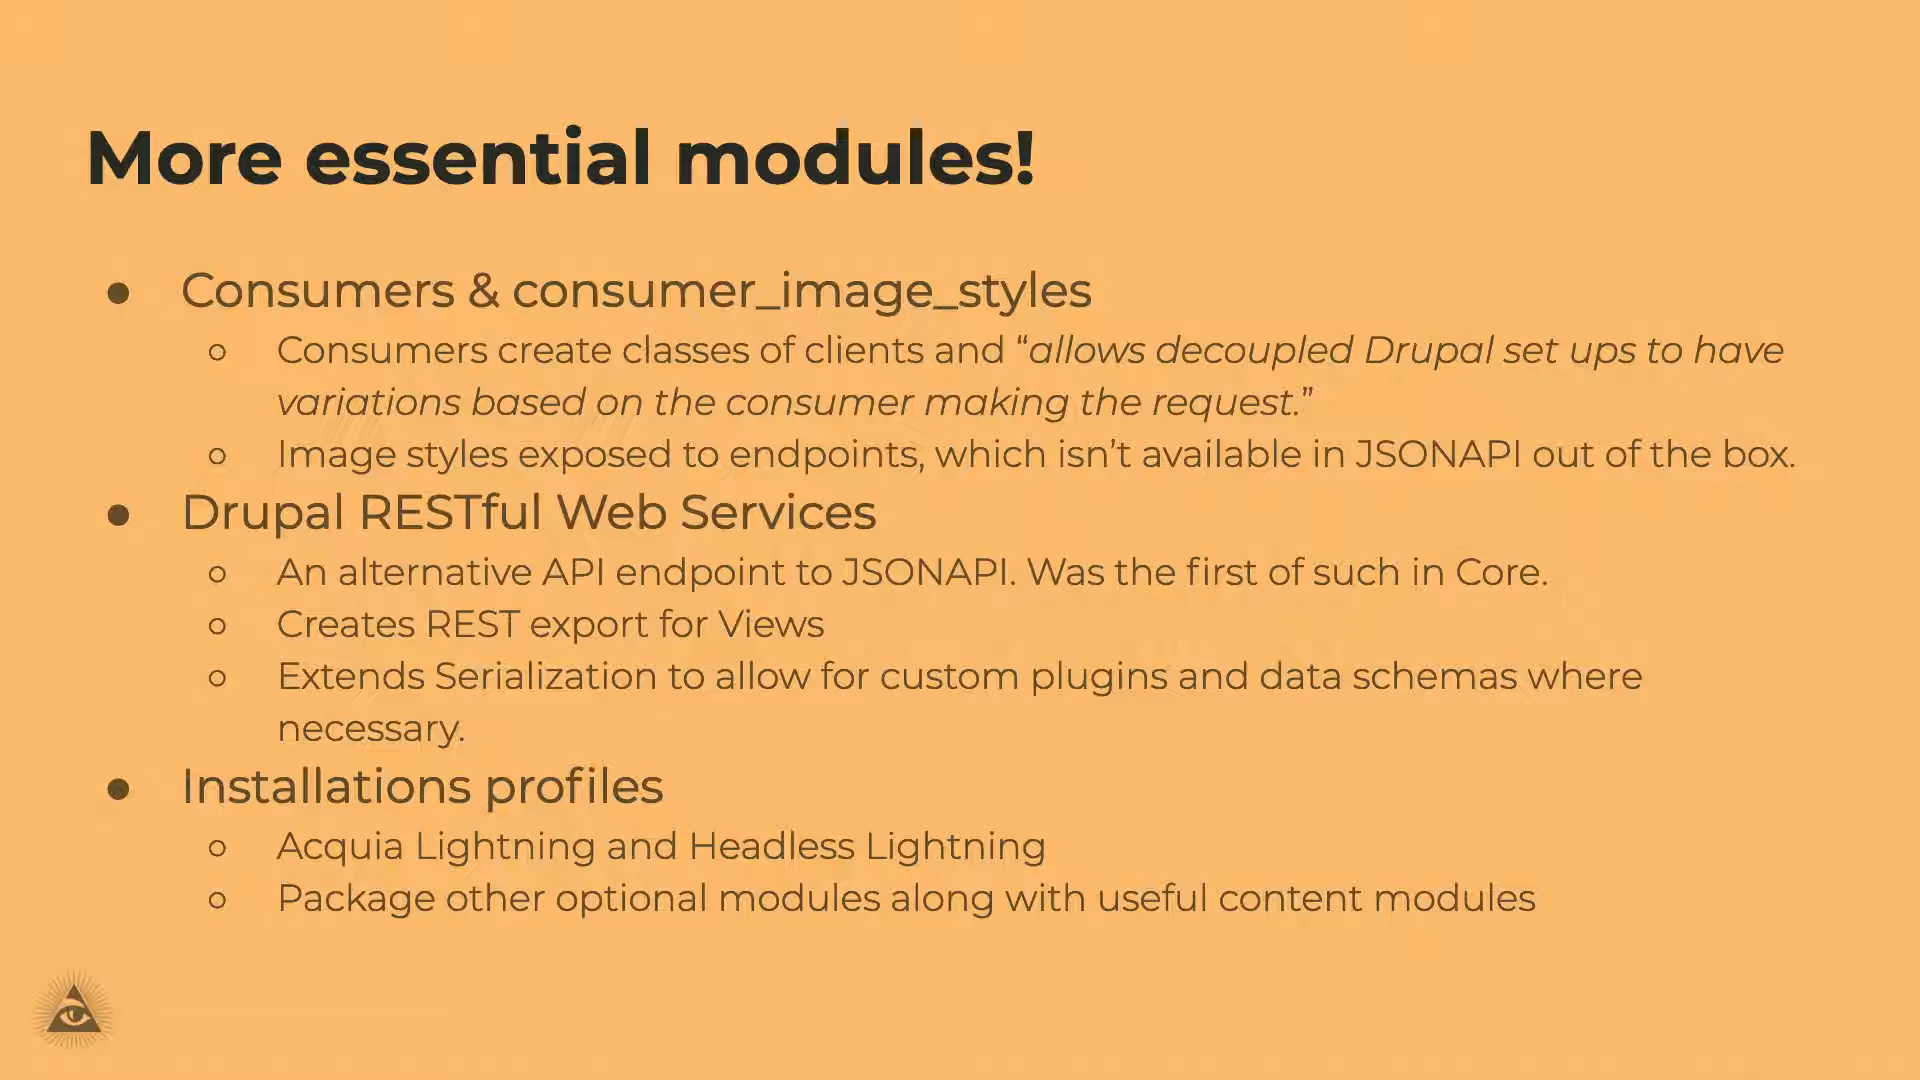 More essential modules!
● Consumers & consumer_image_styles
○ Consumers create classes of clients and “allows decoupled Drupal set ups to have
variations based on the consumer making the request.”
○ Image styles exposed to endpoints, which isn’t available in JSONAPI out of the box.
● Drupal RESTful Web Services
○ An alternative API endpoint to JSONAPI. Was the first of such in Core.
○ Creates REST export for Views
○ Extends Serialization to allow for custom plugins and data schemas where
necessary.
● Installations profiles
○ Acquia Lightning and Headless Lightning
○ Package other optional modules along with useful content modules